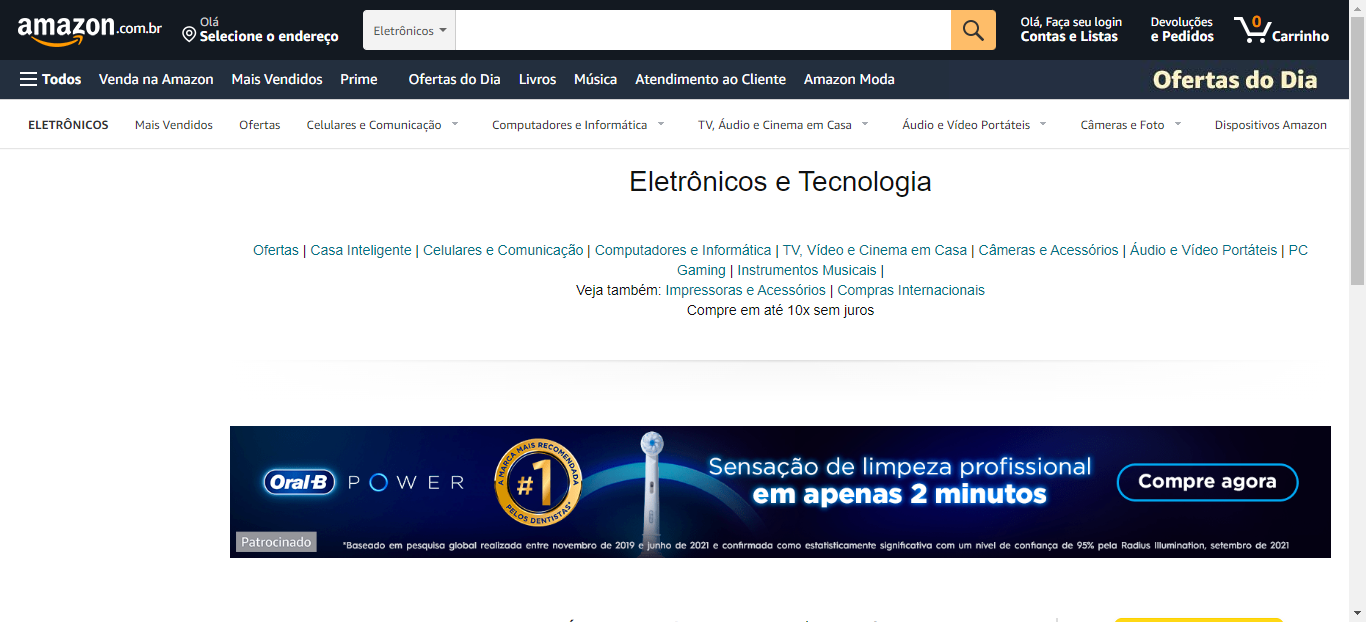 amazon.com.br
Olá
Selecione o endereço
Eletrônicos
Olá, Faça seu login
Contas e Listas
Devoluções
e Pedidos
0
Carrinho
Todos Venda na Amazon Mais Vendidos Prime Ofertas do Dia Livros Música Atendimento ao Cliente Amazon Moda
Ofertas do Dia
ELETRÔNICOS Mais Vendidos Ofertas Celulares e Comunicação Computadores e Informática TV, Áudio e Cinema em Casa Áudio e Vídeo Portáteis Câmeras e Foto Dispositivos Amazon
Eletrônicos e Tecnologia
Ofertas | Casa Inteligente | Celulares e Comunicação | Computadores e Informática | TV, Vídeo e Cinema em Casa | Câmeras e Acessórios | Áudio e Vídeo Portáteis | PC
Gaming | Instrumentos Musicais |
Veja também: Impressoras e Acessórios | Compras Internacionais
Compre em até 10x sem juros
Oral-B POWER
A MARCA MAIS RECOMENDADA
#1
PELOS DENTISTAS*
Sensação de limpeza profissional
em apenas 2 minutos
Compre agora
Patrocinado
*Baseado em pesquisa global realizada entre novembro de 2019 e junho de 2021 e confirmada como estatisticamente significativa com um nível de confiança de 95% pela Radius Illumination, setembro de 2021